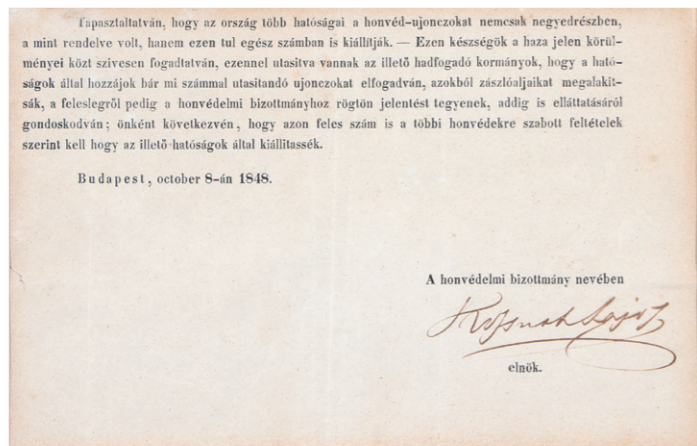 Tapasztaltatván, hogy az ország több hatóságai a honvéd-ujonczokat nemcsak negyedrészben,
a mint rendelve volt, hanem ezen tul egész számban is kiállítják. — Ezen készségök a haza jelen körül-
ményei közt szivesen fogadtatván, ezennel utasitva vannak az illető hadfogadó kormányok, hogy a ható-
ságok által hozzájok bár mi számmal utasitandó ujonczokat elfogadván, azokból zászlóaljaikat megalakit-
sák, a feleslegről pedig a honvédelmi bizottmányhoz rögtön jelentést tegyenek, addig is elláttatásáról
gondoskodván; önként következvén, hogy azon feles szám is a többi honvédekre szabott feltételek
szerint kell hogy az illető hatóságok által kiállitassék.
Budapest, october 8-án 1848.
A honvédelmi bizottmány nevében
Kossuth Lajos
elnök.